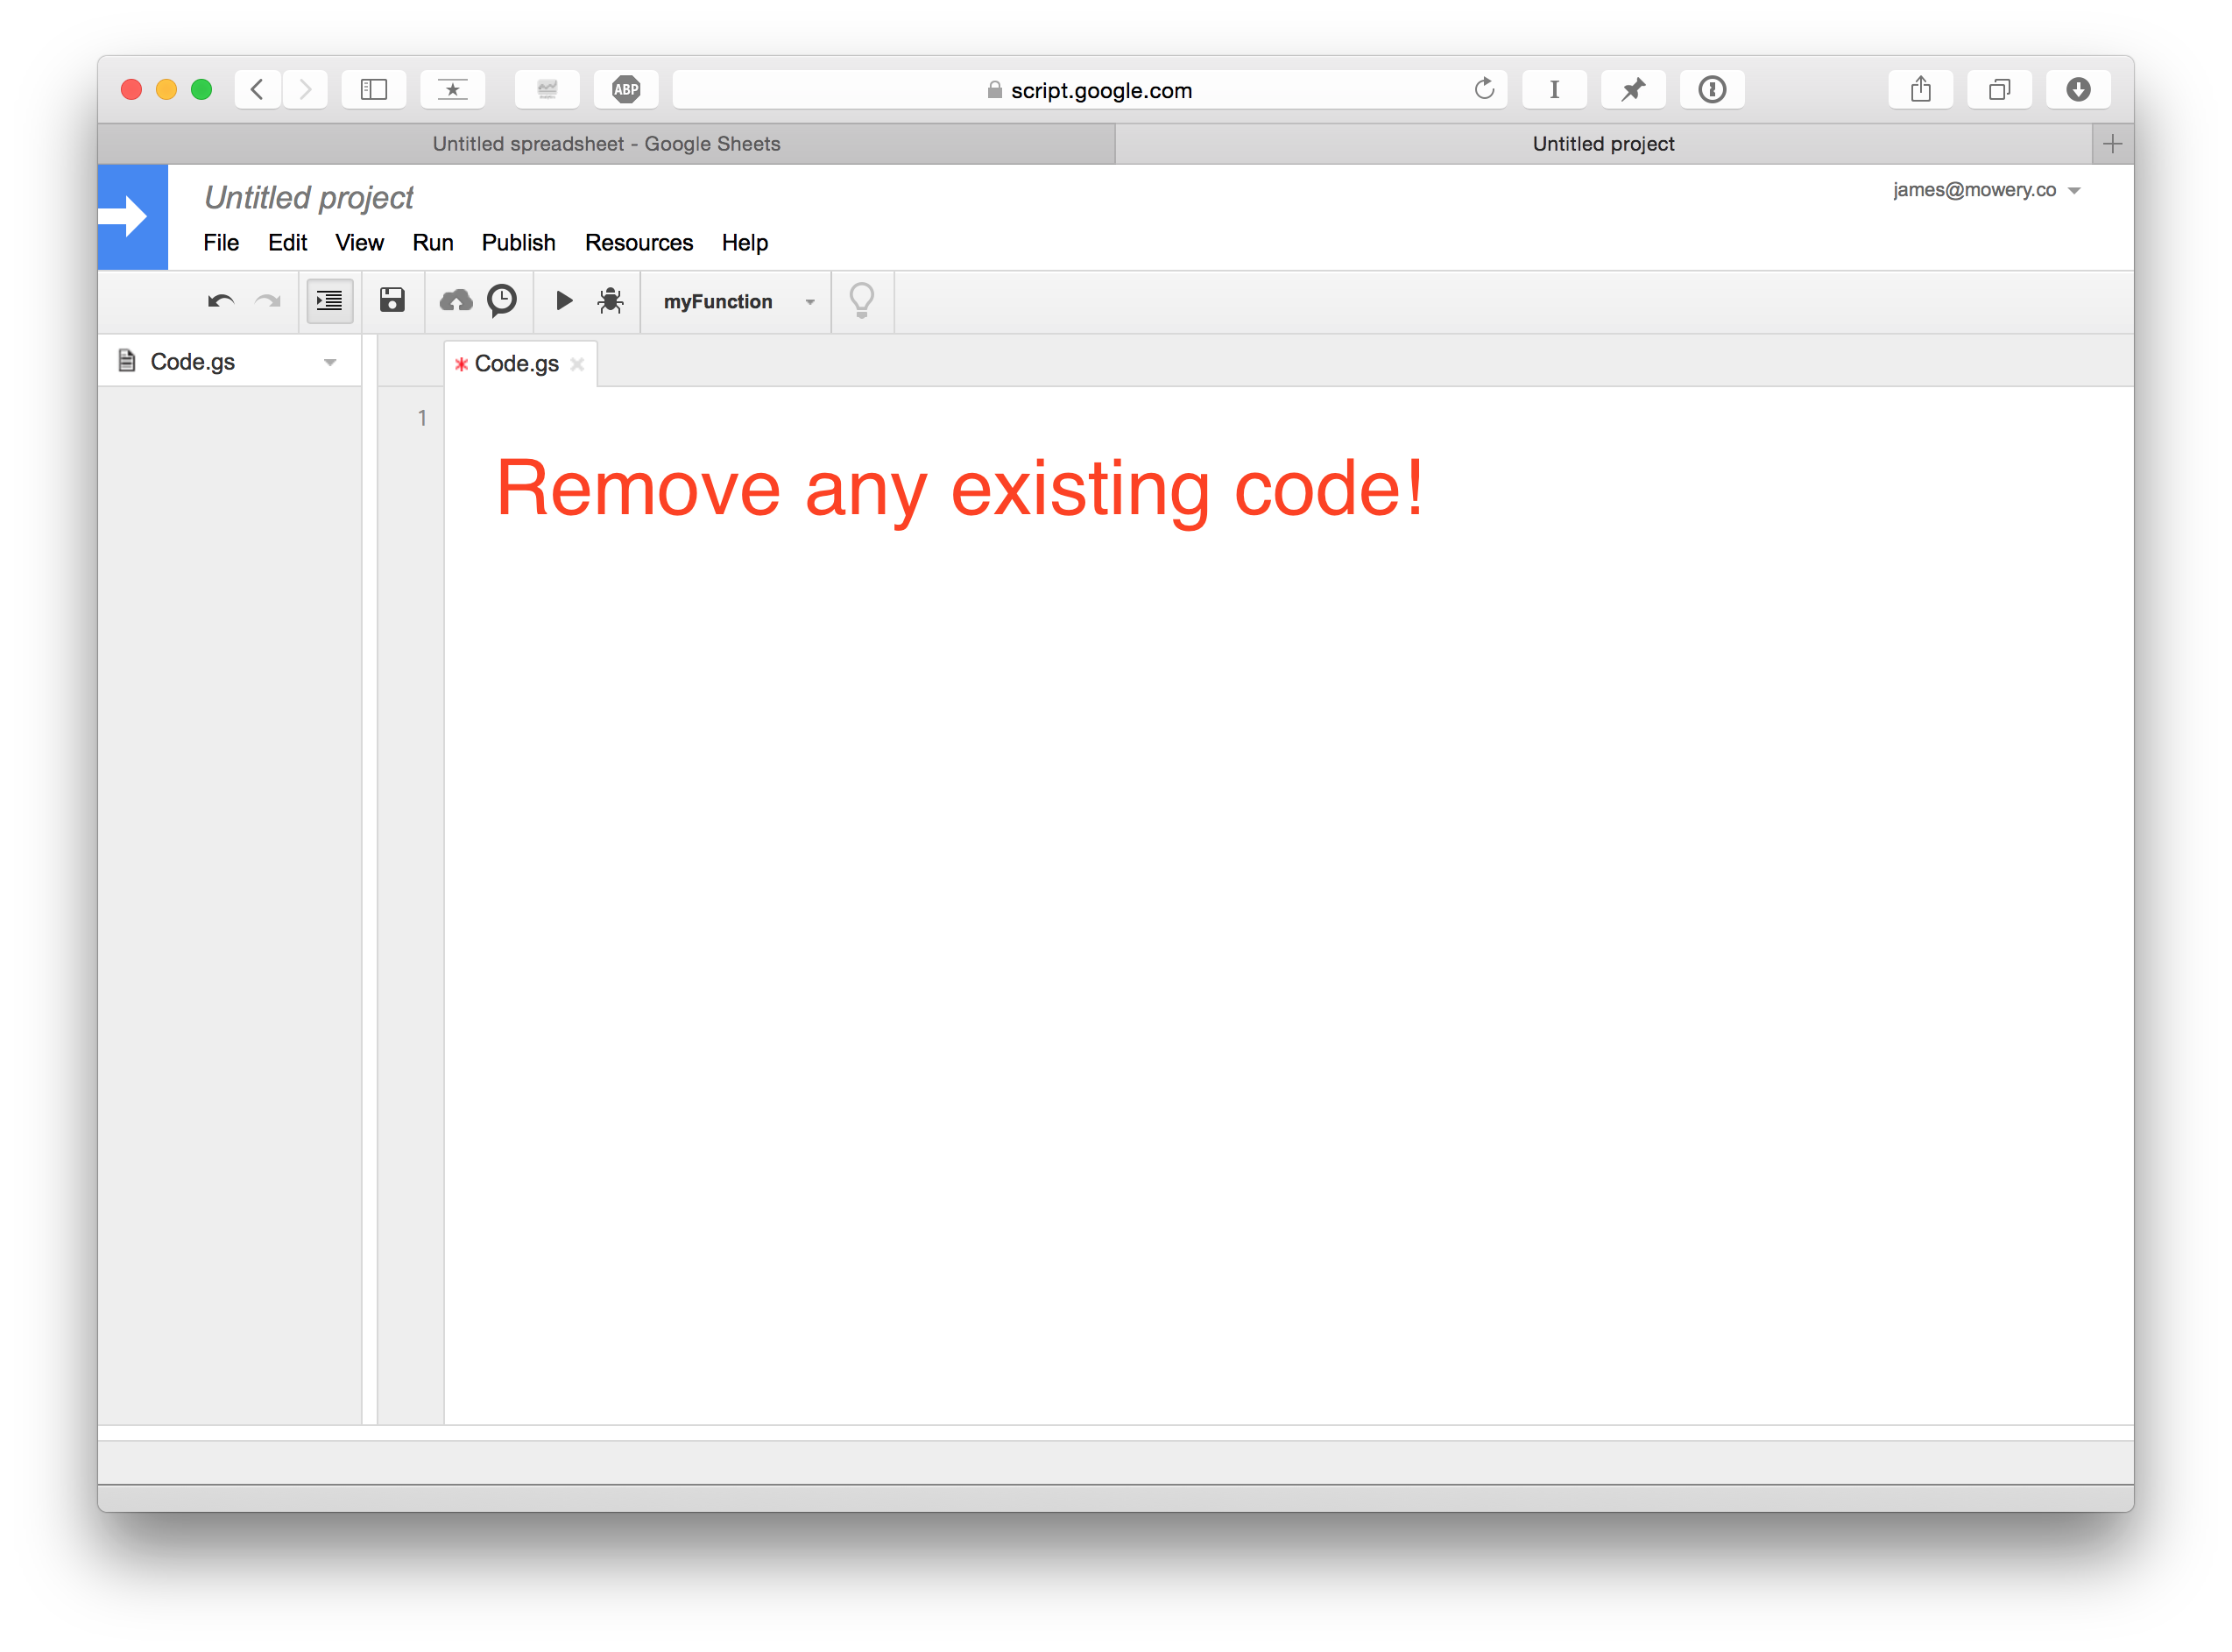 ABP
script.google.com
I
Untitled spreadsheet - Google Sheets
Untitled project
Untitled project
james@mowery.co
File Edit View Run Publish Resources Help
myFunction
Code.gs
* Code.gs
1
Remove any existing code!